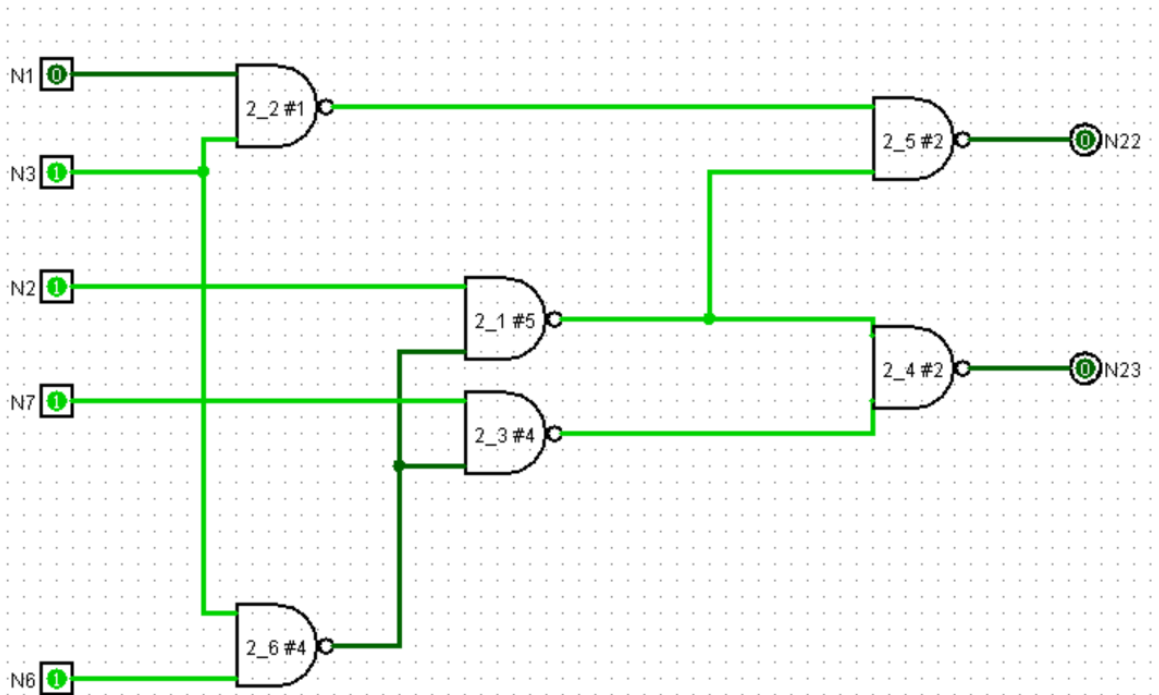 N1 0
2_2 #1
2_5 #2
0 N22
N3 1
N2 1
2_1 #5
2_4 #2
0 N23
N7 1
2_3 #4
2_6 #4
N6 1